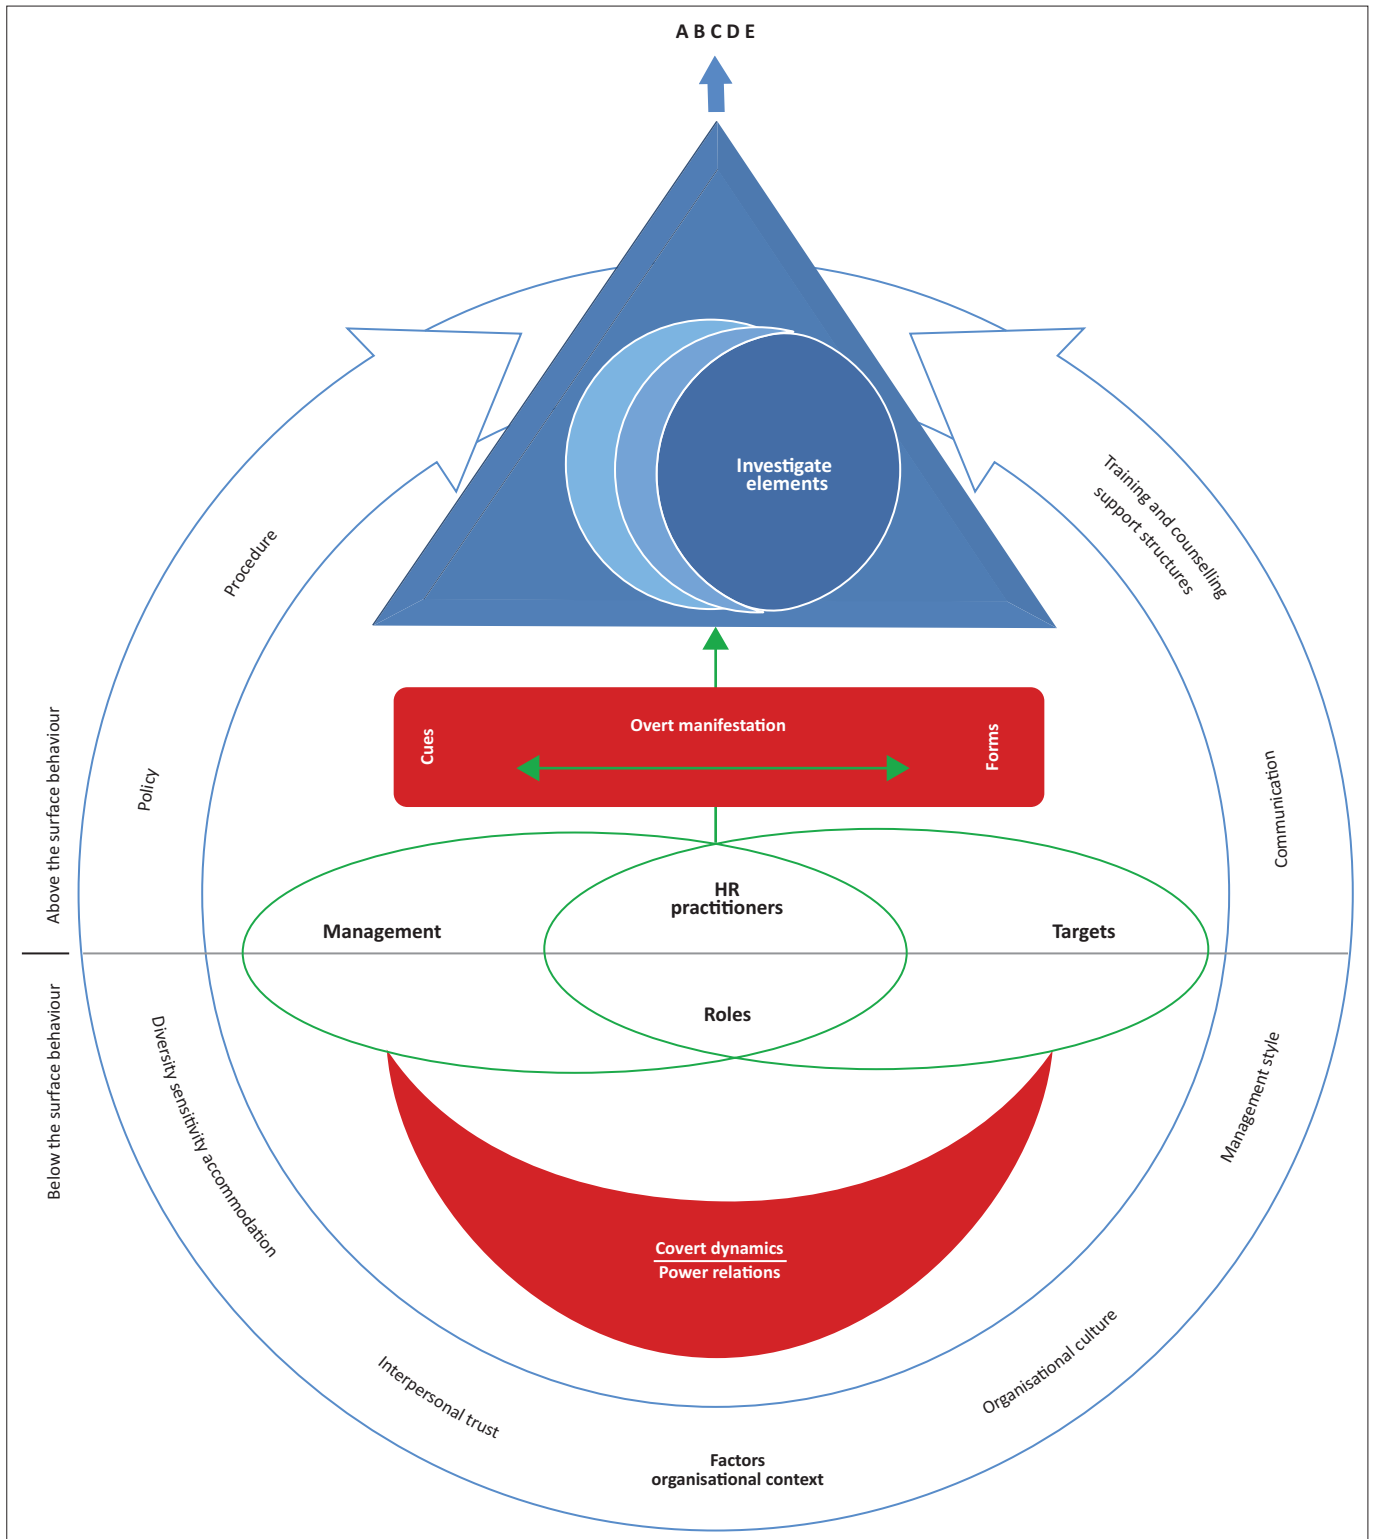 A B C D E
Investigate
elements
Training and counselling
support structures
Procedure
Overt manifestation
Cues
Forms
Policy
Communication
Above the surface behaviour
HR
practitioners
Management
Targets
Roles
Below the surface behaviour
Diversity sensitivity accommodation
Management style
Covert dynamics
Power relations
Interpersonal trust
Organisational culture
Factors
organisational context